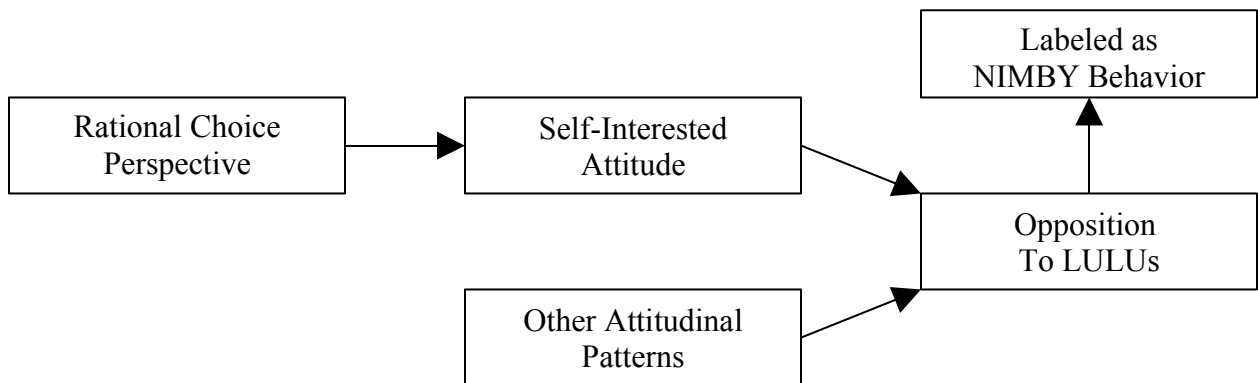 Labeled as
NIMBY Behavior
Rational Choice
Perspective
Self-Interested
Attitude
Opposition
To LULUs
Other Attitudinal
Patterns